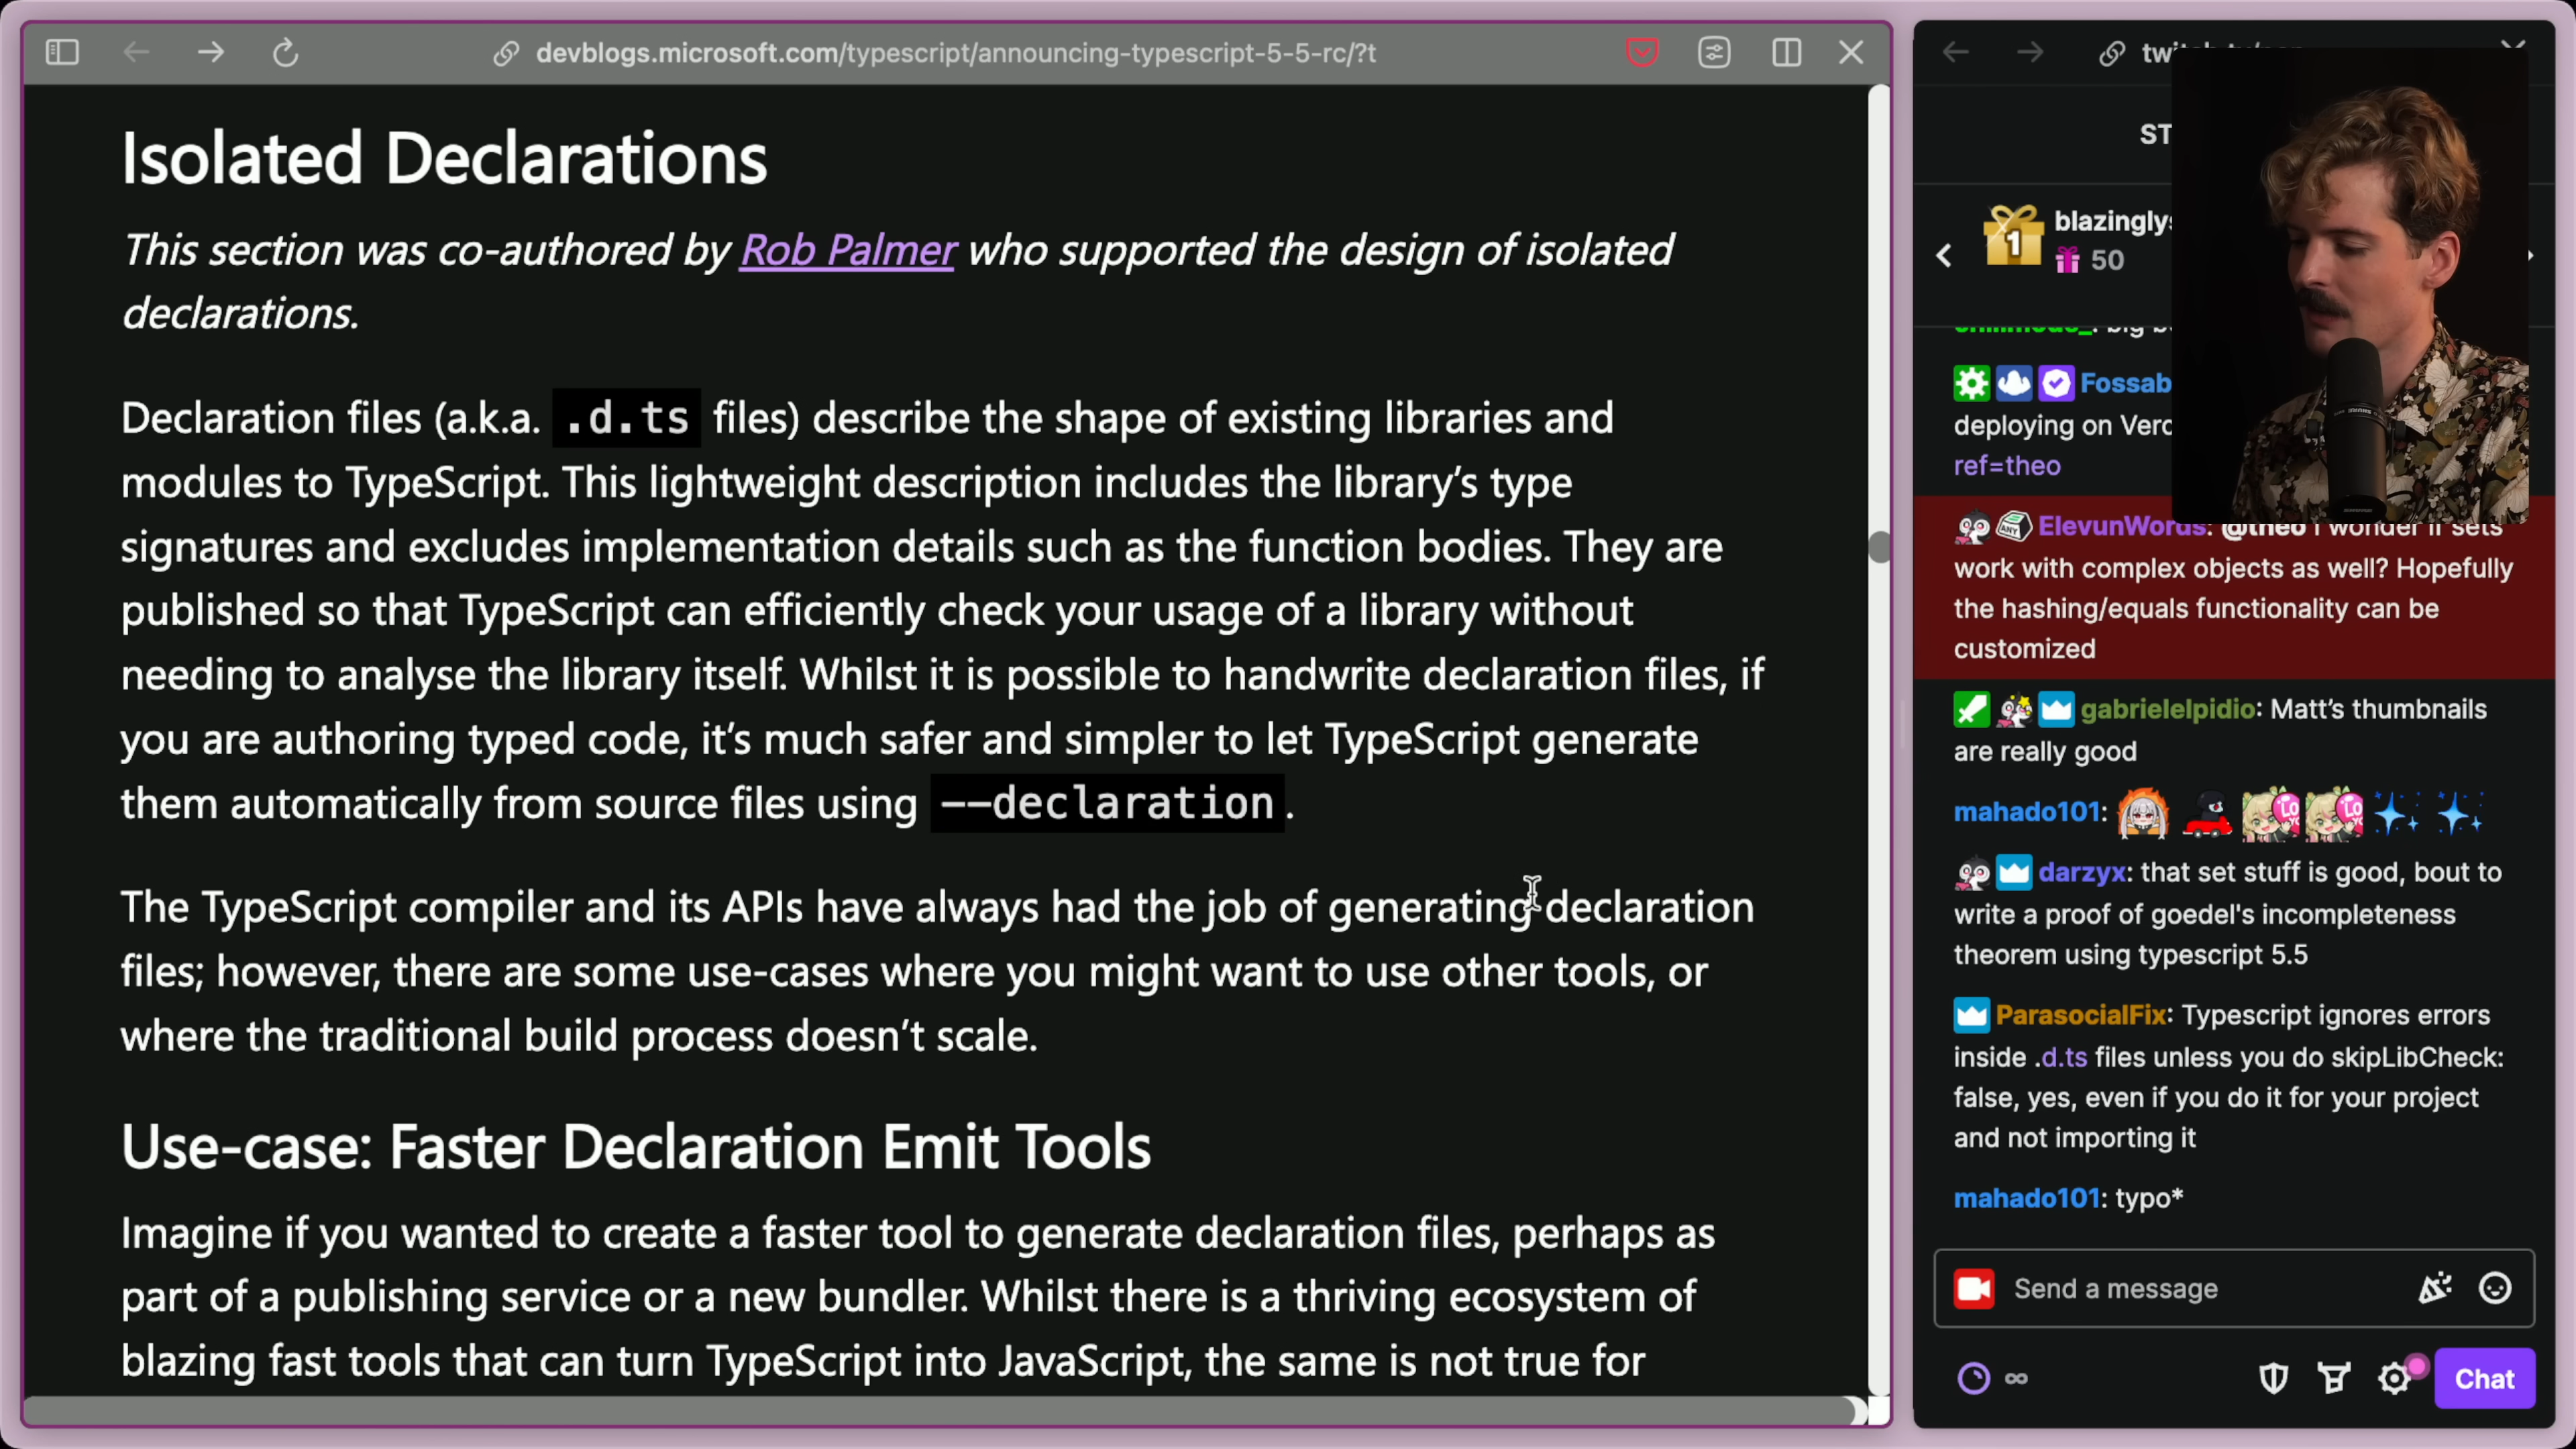 devblogs.microsoft.com/typescript/announcing-typescript-5-5-rc/?t
Isolated Declarations
This section was co-authored by Rob Palmer who supported the design of isolated
declarations.
Declaration files (a.k.a. .d.ts files) describe the shape of existing libraries and
modules to TypeScript. This lightweight description includes the library’s type
signatures and excludes implementation details such as the function bodies. They are
published so that TypeScript can efficiently check your usage of a library without
needing to analyse the library itself. Whilst it is possible to handwrite declaration files, if
you are authoring typed code, it’s much safer and simpler to let TypeScript generate
them automatically from source files using --declaration.
The TypeScript compiler and its APIs have always had the job of generating declaration
files; however, there are some use-cases where you might want to use other tools, or
where the traditional build process doesn’t scale.
Use-case: Faster Declaration Emit Tools
Imagine if you wanted to create a faster tool to generate declaration files, perhaps as
part of a publishing service or a new bundler. Whilst there is a thriving ecosystem of
blazing fast tools that can turn TypeScript into JavaScript, the same is not true for
ST
1
blazinglys
50
Fossab
deploying on Verc
ref=theo
ElevunWords: @theo I wonder if sets
work with complex objects as well? Hopefully
the hashing/equals functionality can be
customized
gabrielelpidio: Matt’s thumbnails
are really good
mahado101:
darzyx: that set stuff is good, bout to
write a proof of goedel's incompleteness
theorem using typescript 5.5
ParasocialFix: Typescript ignores errors
inside .d.ts files unless you do skipLibCheck:
false, yes, even if you do it for your project
and not importing it
mahado101: typo*
Send a message
Chat